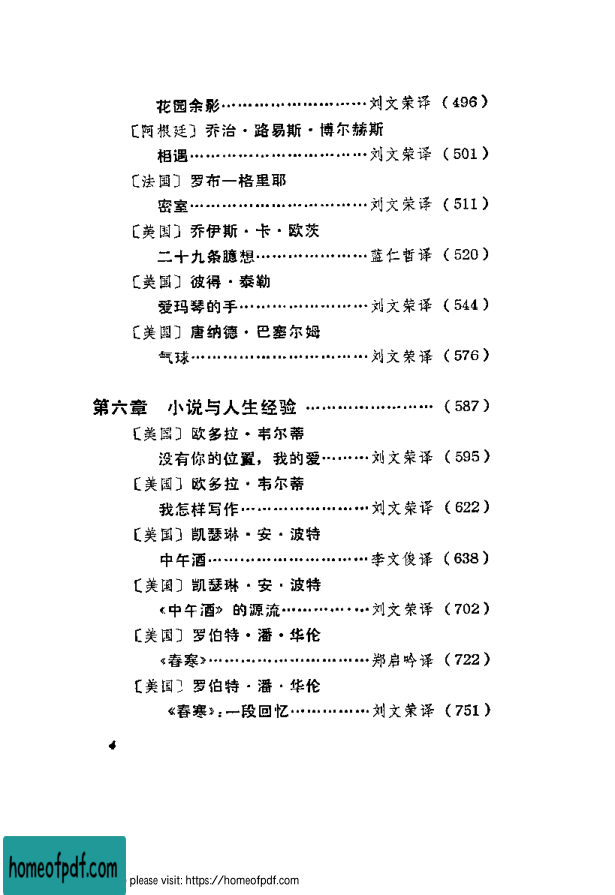 花园余影…………………………刘文荣译（496）
〔阿根廷〕乔治·路易斯·博尔赫斯
相遇………………………………刘文荣译（501）
〔法国〕罗布—格里耶
密室………………………………刘文荣译（511）
〔美国〕乔伊斯·卡·欧茨
二十九条臆想……………………蓝仁哲译（520）
〔美国〕彼得·泰勒
爱玛琴的手………………………刘文荣译（544）
〔美国〕唐纳德·巴塞尔姆
气球………………………………刘文荣译（576）
第六章 小说与人生经验……………………（587）
〔美国〕欧多拉·韦尔蒂
没有你的位置，我的爱………刘文荣译（595）
〔美国〕欧多拉·韦尔蒂
我怎样写作………………………刘文荣译（622）
〔美国〕凯瑟琳·安·波特
中午酒……………………………李文俊译（638）
〔美国〕凯瑟琳·安·波特
《中午酒》的源流………………刘文荣译（702）
〔美国〕罗伯特·潘·华伦
《春寒》…………………………郑启吟译（722）
〔美国〕罗伯特·潘·华伦
《春寒》：一段回忆……………刘文荣译（751）
4
homeofpdf.com
please visit: https://homeofpdf.com